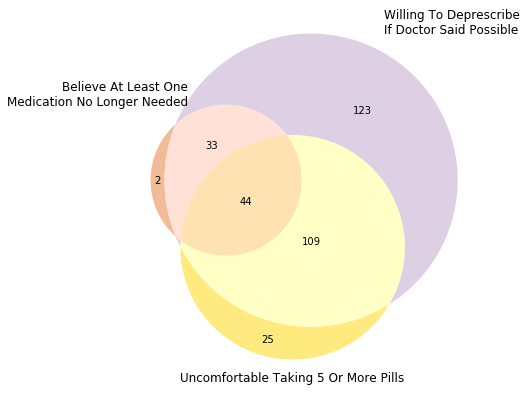 Willing To Deprescribe
If Doctor Said Possible
Believe At Least One
Medication No Longer Needed
123
33
2
44
109
25
Uncomfortable Taking 5 Or More Pills